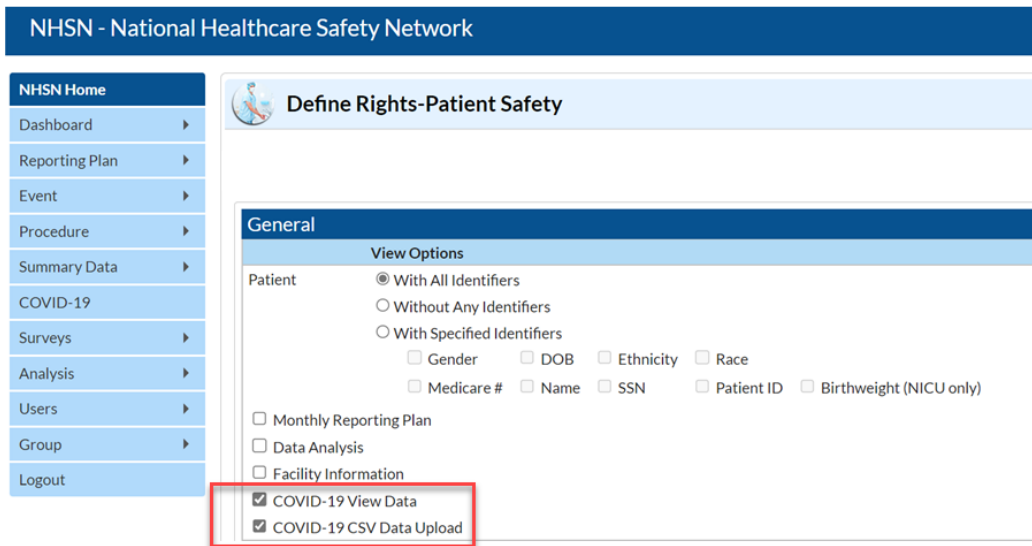 NHSN - National Healthcare Safety Network
NHSN Home
Dashboard
Reporting Plan
Event
Procedure
Summary Data
COVID-19
Surveys
Analysis
Users
Group
Logout
Define Rights-Patient Safety
General
View Options
Patient With All Identifiers
Without Any Identifiers
With Specified Identifiers
Gender DOB Ethnicity Race
Medicare # Name SSN Patient ID Birthweight (NICU only)
Monthly Reporting Plan
Data Analysis
Facility Information
COVID-19 View Data
COVID-19 CSV Data Upload